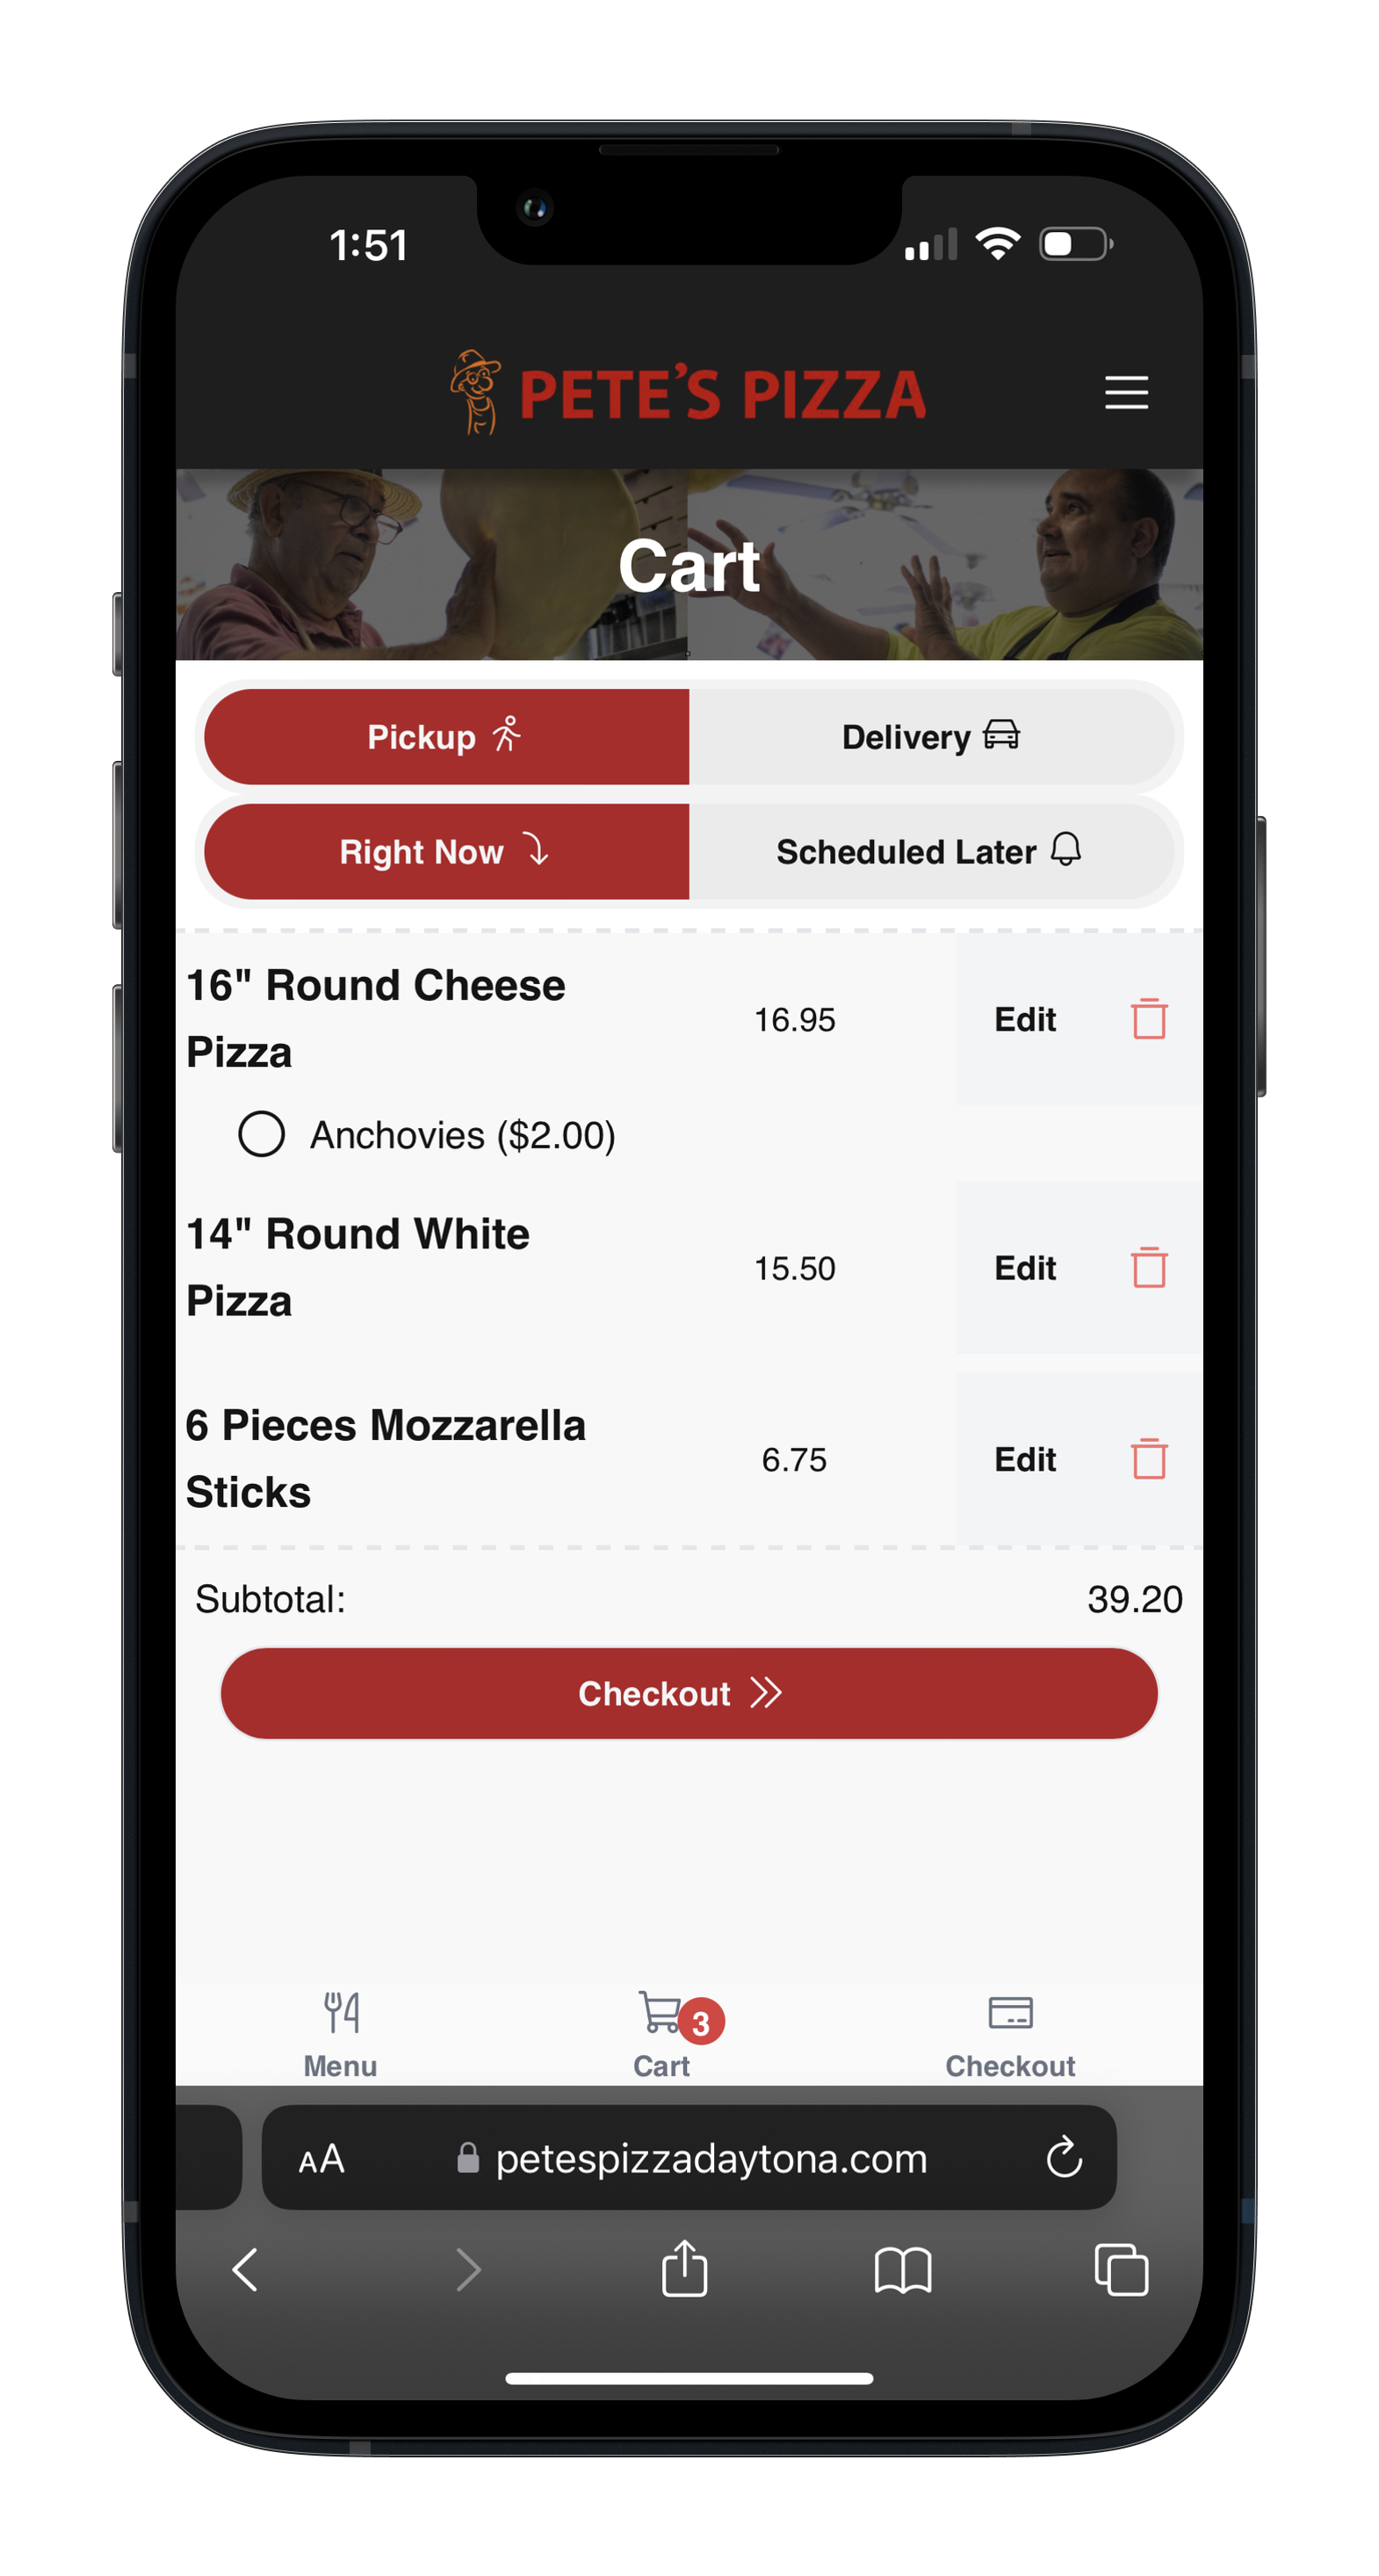 1:51
PETE'S PIZZA
Cart
Pickup
Delivery
Right Now
Scheduled Later
16" Round Cheese
Pizza
16.95
Edit
Anchovies ($2.00)
14" Round White
Pizza
15.50
Edit
6 Pieces Mozzarella
Sticks
6.75
Edit
Subtotal:
39.20
Checkout
Menu
Cart
3
Checkout
AA
petespizzadaytona.com